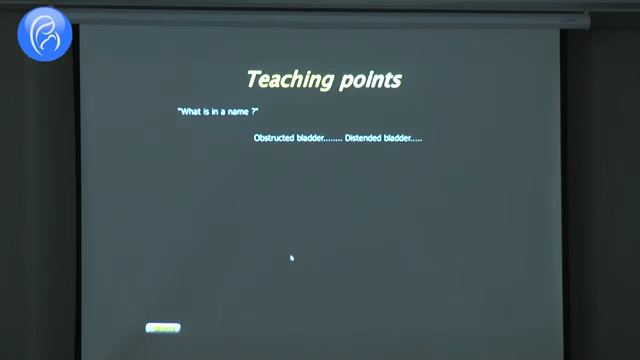 Teaching points
"What is in a name ?"
Obstructed bladder........ Distended bladder.....